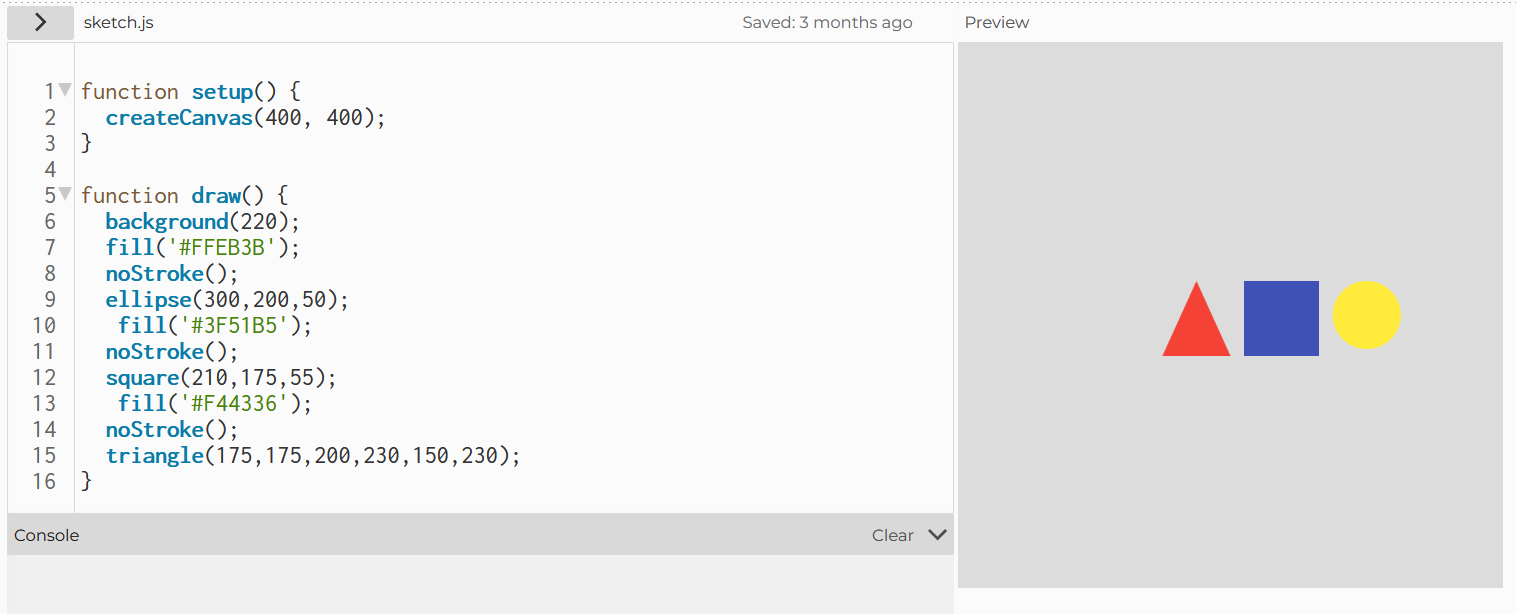 sketch.js
Saved: 3 months ago
Preview
1 function setup() {
2   createCanvas(400, 400);
3 }
4
5 function draw() {
6   background(220);
7   fill('#FFEB3B');
8   noStroke();
9   ellipse(300,200,50);
10    fill('#3F51B5');
11   noStroke();
12   square(210,175,55);
13    fill('#F44336');
14   noStroke();
15   triangle(175,175,200,230,150,230);
16 }
Console
Clear